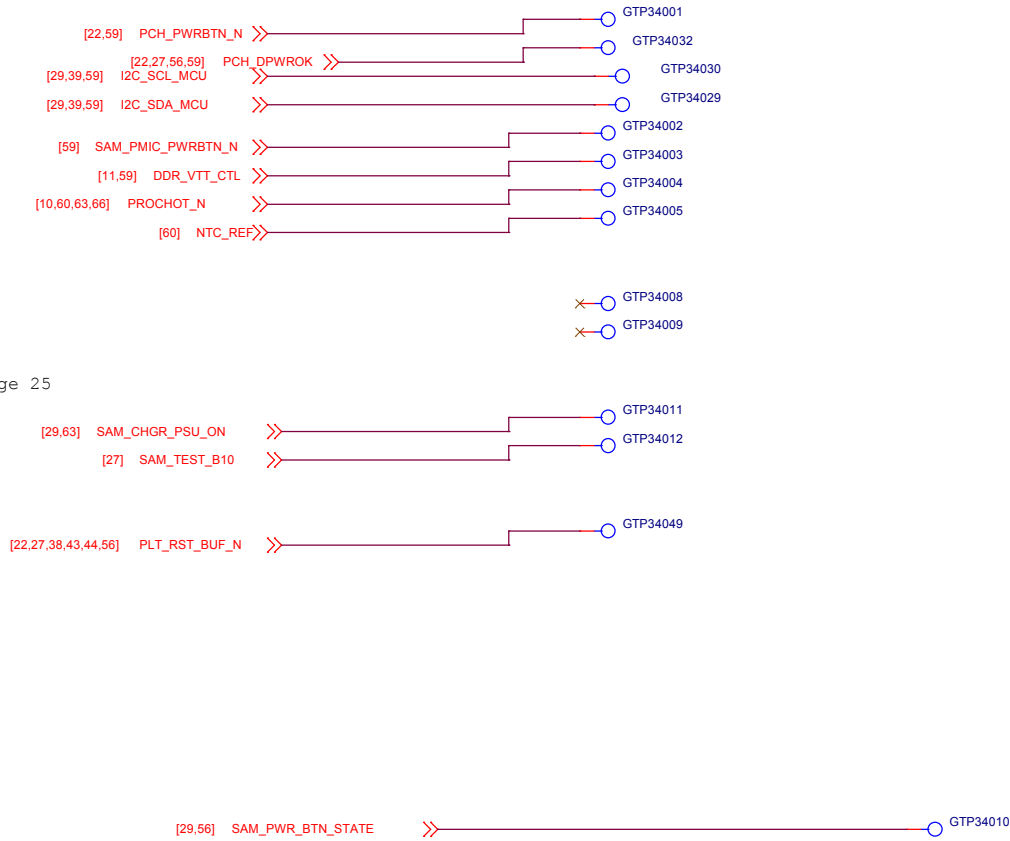 GTP34001
[22,59] PCH_PWRBTN_N
GTP34032
[22,27,56,59] PCH_DPWROK
GTP34030
[29,39,59] I2C_SCL_MCU
GTP34029
[29,39,59] I2C_SDA_MCU
GTP34002
[59] SAM_PMIC_PWRBTN_N
GTP34003
[11,59] DDR_VTT_CTL
GTP34004
[10,60,63,66] PROCHOT_N
GTP34005
[60] NTC_REF
GTP34008
GTP34009
ge 25
GTP34011
[29,63] SAM_CHGR_PSU_ON
GTP34012
[27] SAM_TEST_B10
GTP34049
[22,27,38,43,44,56] PLT_RST_BUF_N
GTP34010
[29,56] SAM_PWR_BTN_STATE